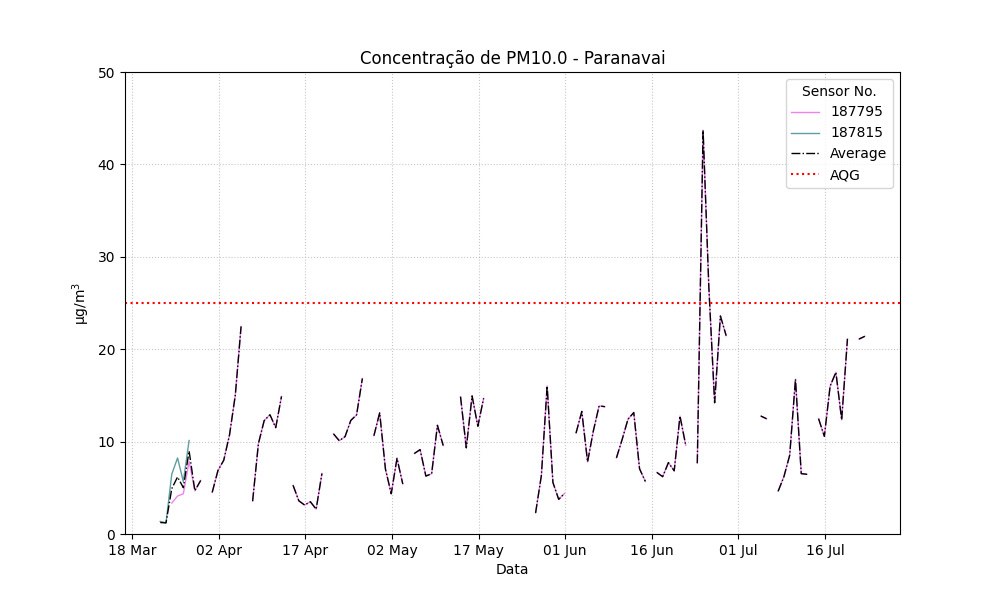 Concentração de PM10.0 - Paranavai
Sensor No.
187795
187815
Average
AQG
50
40
30
20
10
0
µg/m³
18 Mar 02 Apr 17 Apr 02 May 17 May 01 Jun 16 Jun 01 Jul 16 Jul
Data